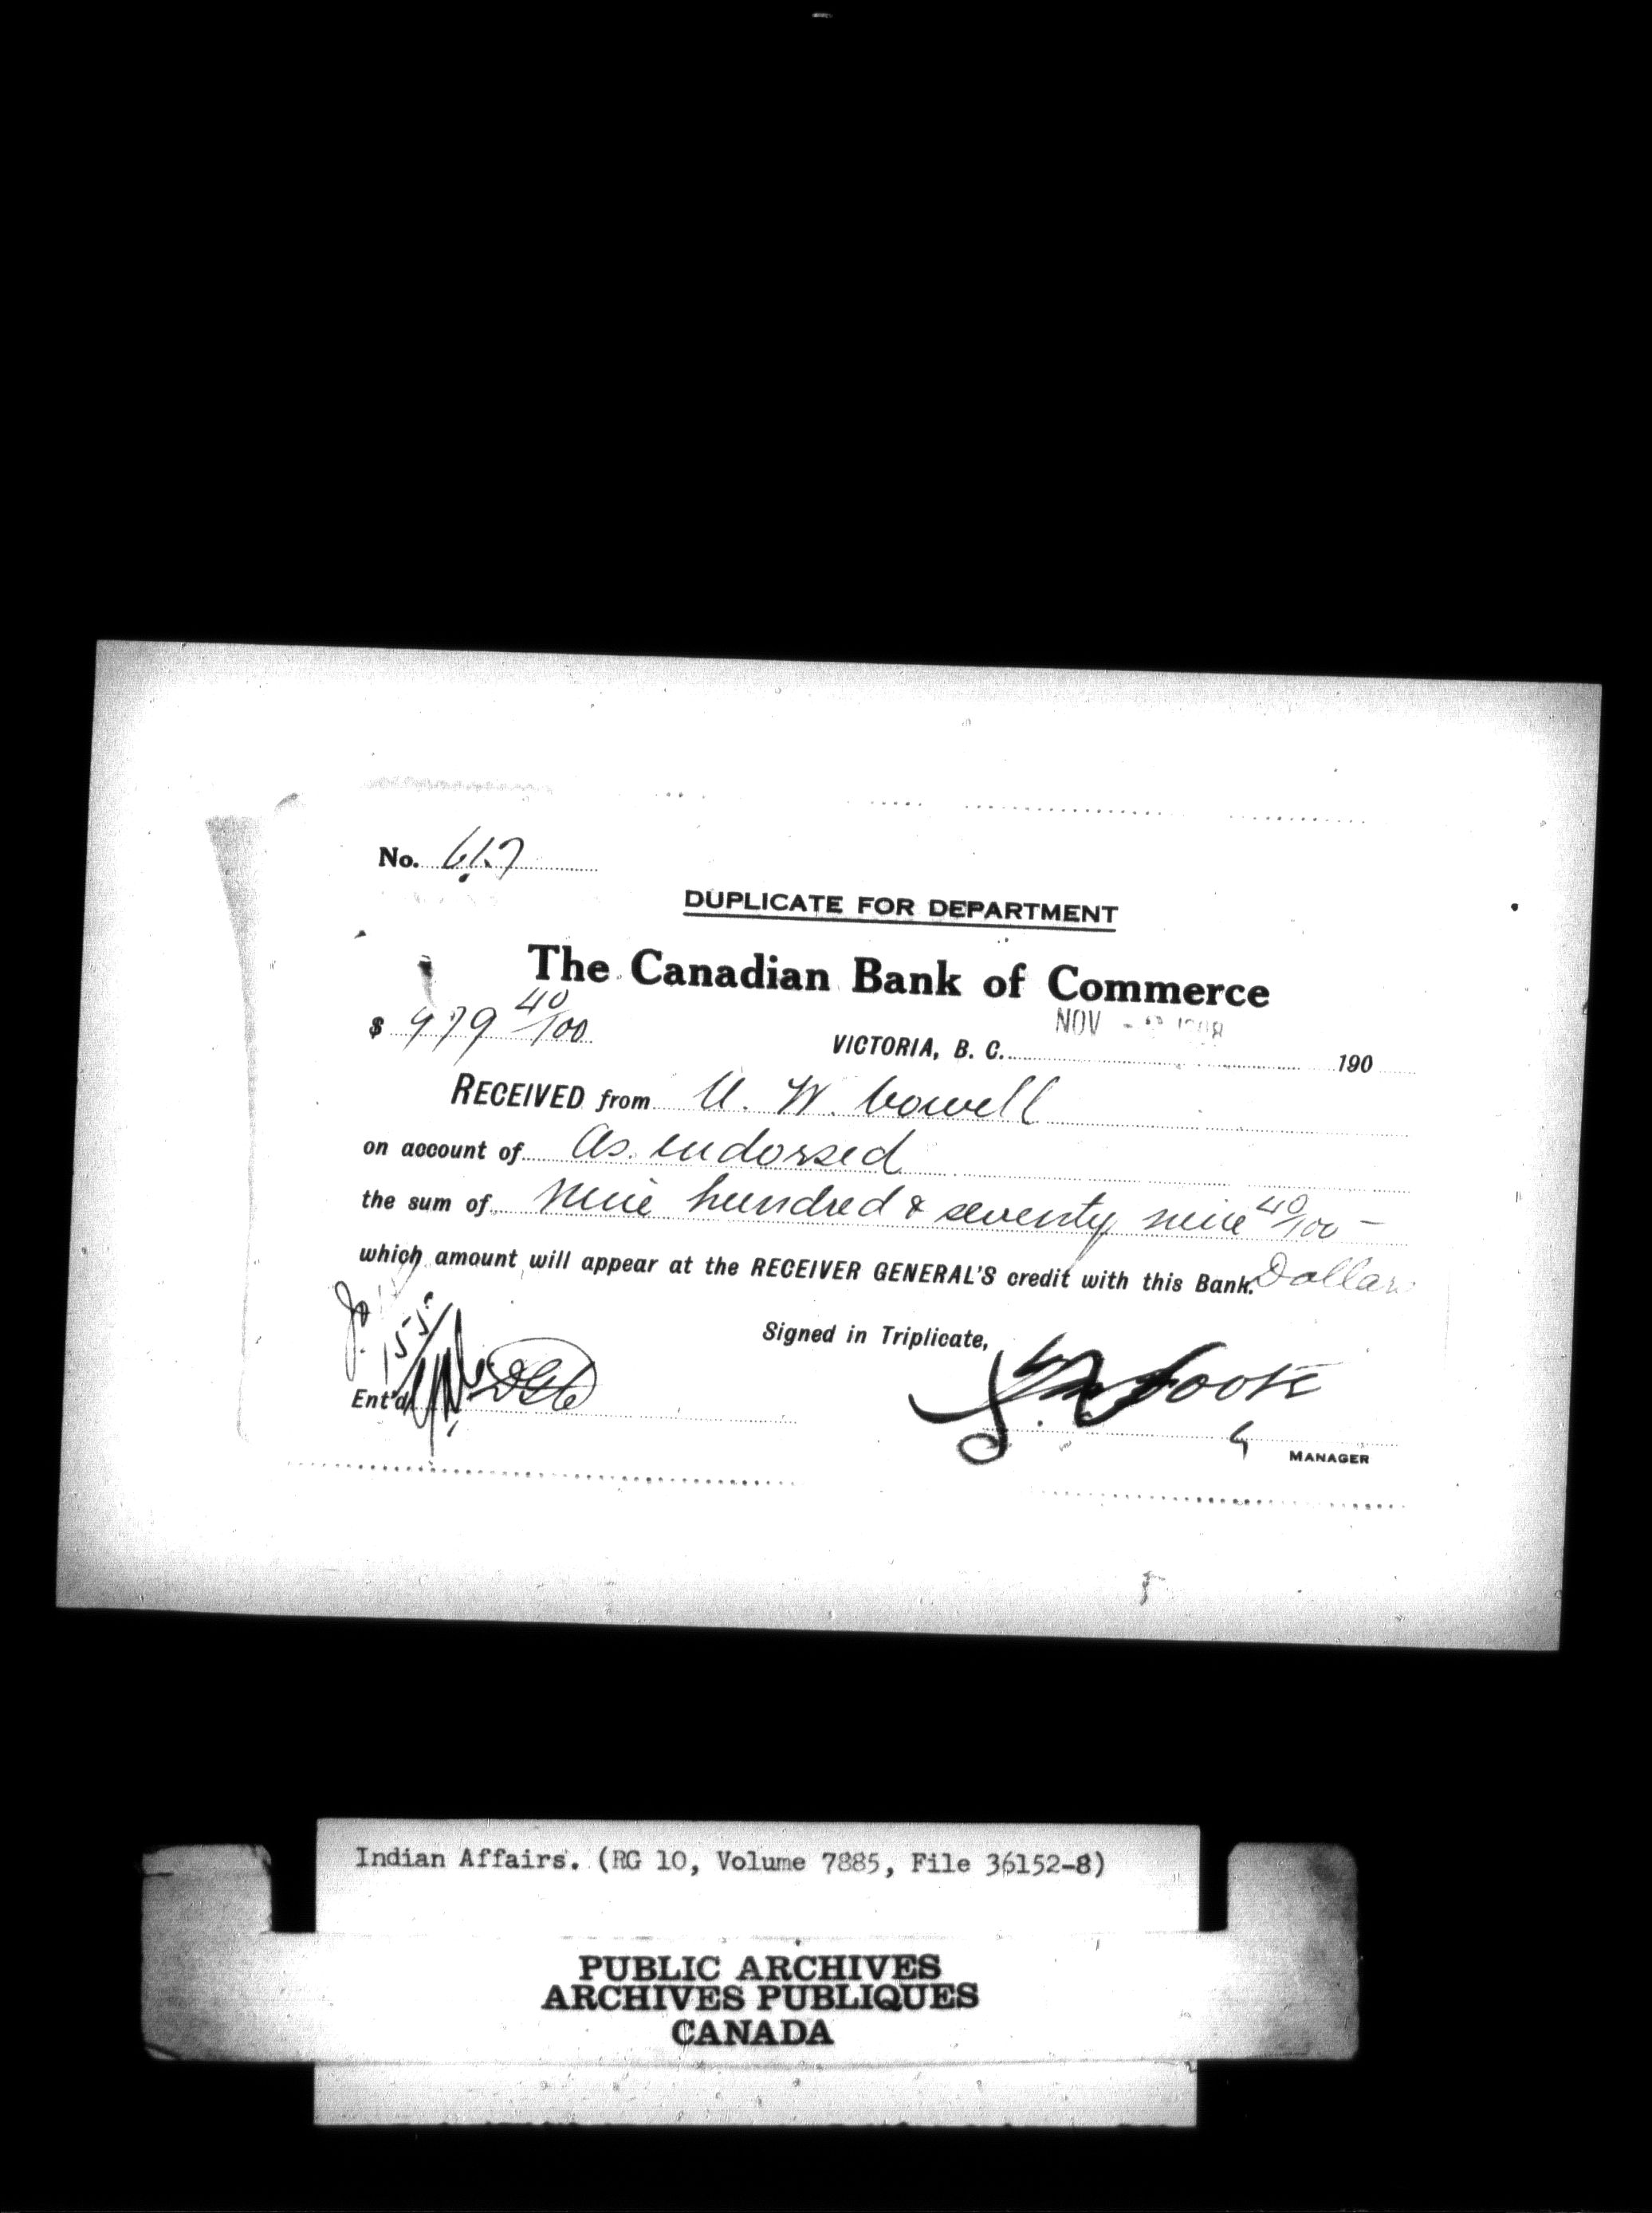 No. 617
DUPLICATE FOR DEPARTMENT
The Canadian Bank of Commerce
$ 979 40/100
NOV 1908
VICTORIA, B. C. 190
RECEIVED from W. Cowell
on account of as endorsed
the sum of nine hundred & seventy nine 40/100 —
which amount will appear at the RECEIVER GENERAL'S credit with this Bank. Dollars
Signed in Triplicate,
Ent'd
MANAGER
Indian Affairs. (RG 10, Volume 7885, File 36152-8)
PUBLIC ARCHIVES
ARCHIVES PUBLIQUES
CANADA